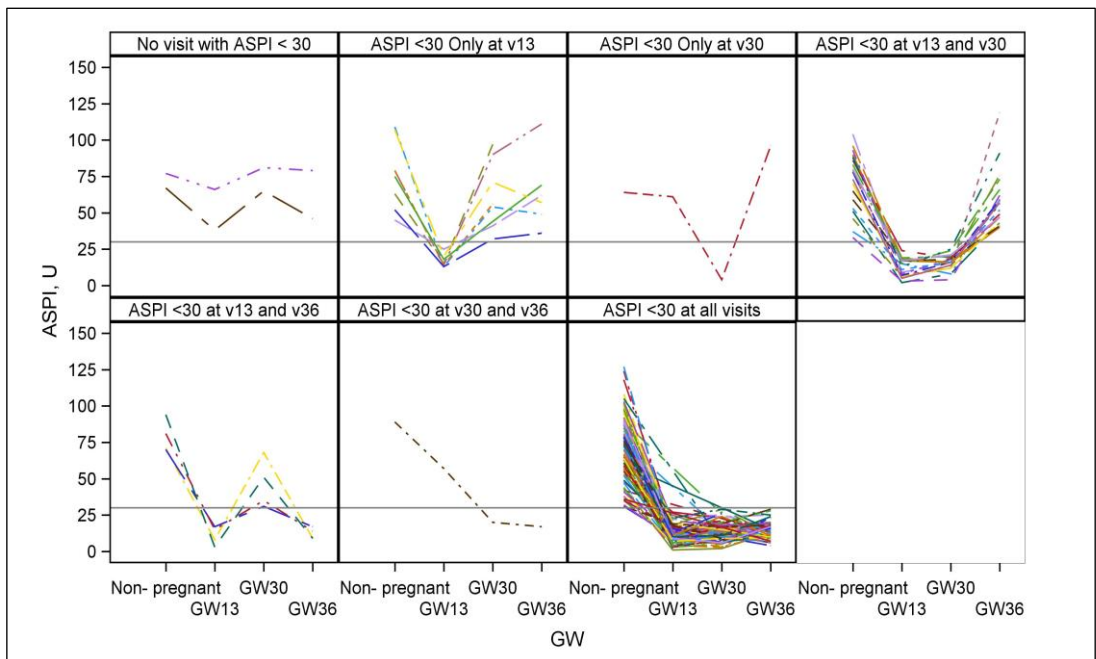 No visit with ASPI < 30
ASPI <30 Only at v13
ASPI <30 Only at v30
ASPI <30 at v13 and v30
150
125
100
75
50
25
0
ASPI <30 at v13 and v36
ASPI <30 at v30 and v36
ASPI <30 at all visits
150
125
100
75
50
25
0
ASPI, U
Non- pregnant GW30
GW13 GW36
Non- pregnant GW30
GW13 GW36
Non- pregnant GW30
GW13 GW36
Non- pregnant GW30
GW13 GW36
GW